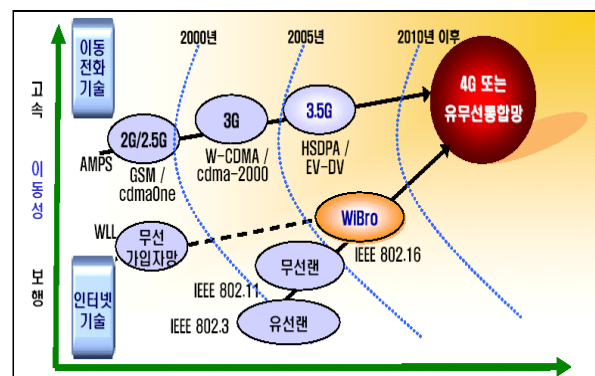 이동
전화
기술
2000년
2005년
2010년 이후
고속
이동성
보행
4G 또는
유무선통합망
3.5G
3G
2G/2.5G
HSDPA /
EV-DV
W-CDMA /
cdma-2000
AMPS
GSM /
cdmaOne
WLL
무선
가입자망
WiBro
IEEE 802.16
무선랜
IEEE 802.11
유선랜
IEEE 802.3
인터넷
기술